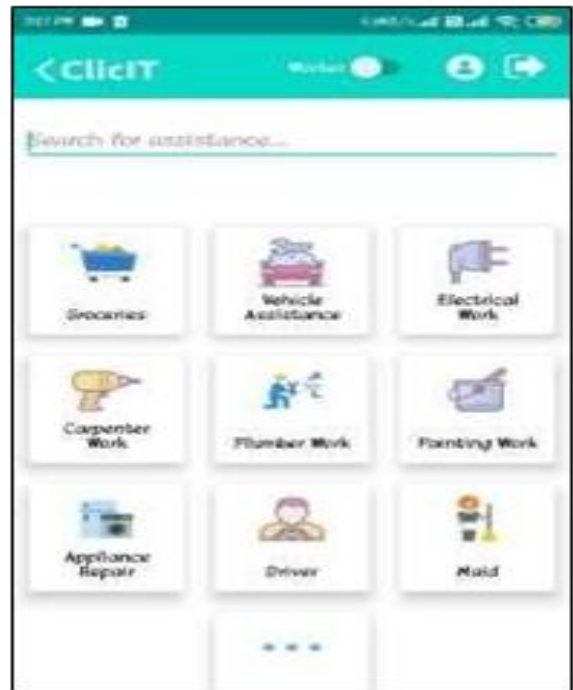 ClicIT
Worker
Search for assistance...
Groceries
Vehicle
Assistance
Electrical
Work
Carpenter
Work
Plumber Work
Painting Work
Appliance
Repair
Driver
Maid